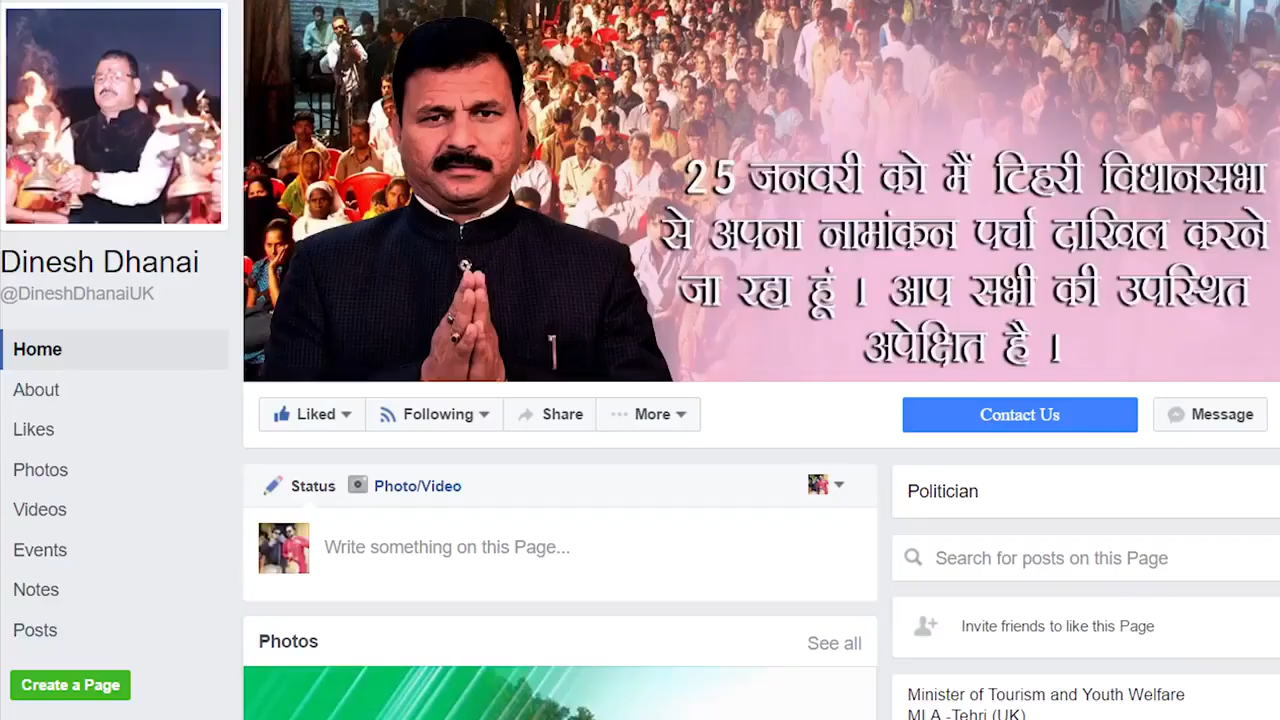 25 जनवरी को मैं टिहरी विधानसभा
से अपना नामांकन पर्चा दाखिल करने
जा रहा हूं । आप सभी की उपस्थित
अपेक्षित है ।
Dinesh Dhanai
@DineshDhanaiUK
Home
About
Likes
Photos
Videos
Events
Notes
Posts
Create a Page
Liked Following Share More Contact Us Message
Status Photo/Video
Write something on this Page...
Photos See all
Politician
Search for posts on this Page
Invite friends to like this Page
Minister of Tourism and Youth Welfare
MLA -Tehri (UK)